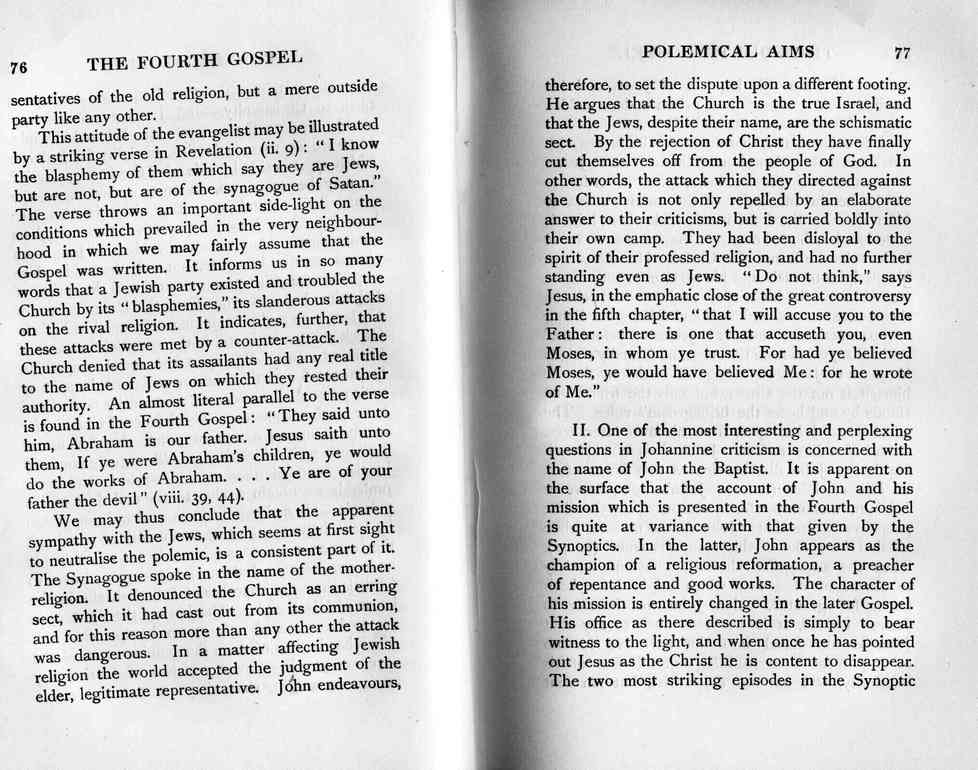 76 THE FOURTH GOSPEL
sentatives of the old religion, but a mere outside
party like any other.
This attitude of the evangelist may be illustrated
by a striking verse in Revelation (ii. 9): “ I know
the blasphemy of them which say they are Jews,
but are not, but are of the synagogue of Satan.”
The verse throws an important side-light on the
conditions which prevailed in the very neighbour-
hood in which we may fairly assume that the
Gospel was written. It informs us in so many
words that a Jewish party existed and troubled the
Church by its “ blasphemies,” its slanderous attacks
on the rival religion. It indicates, further, that
these attacks were met by a counter-attack. The
Church denied that its assailants had any real title
to the name of Jews on which they rested their
authority. An almost literal parallel to the verse
is found in the Fourth Gospel: “They said unto
him, Abraham is our father. Jesus saith unto
them, If ye were Abraham's children, ye would
do the works of Abraham. . . . Ye are of your
father the devil” (viii. 39, 44).
We may thus conclude that the apparent
sympathy with the Jews, which seems at first sight
to neutralise the polemic, is a consistent part of it.
The Synagogue spoke in the name of the mother-
religion. It denounced the Church as an erring
sect, which it had cast out from its communion,
and for this reason more than any other the attack
was dangerous. In a matter affecting Jewish
religion the world accepted the judgment of the
elder, legitimate representative. John endeavours,
POLEMICAL AIMS 77
therefore, to set the dispute upon a different footing.
He argues that the Church is the true Israel, and
that the Jews, despite their name, are the schismatic
sect. By the rejection of Christ they have finally
cut themselves off from the people of God. In
other words, the attack which they directed against
the Church is not only repelled by an elaborate
answer to their criticisms, but is carried boldly into
their own camp. They had been disloyal to the
spirit of their professed religion, and had no further
standing even as Jews. “Do not think,” says
Jesus, in the emphatic close of the great controversy
in the fifth chapter, “that I will accuse you to the
Father: there is one that accuseth you, even
Moses, in whom ye trust. For had ye believed
Moses, ye would have believed Me: for he wrote
of Me.”
II. One of the most interesting and perplexing
questions in Johannine criticism is concerned with
the name of John the Baptist. It is apparent on
the surface that the account of John and his
mission which is presented in the Fourth Gospel
is quite at variance with that given by the
Synoptics. In the latter, John appears as the
champion of a religious reformation, a preacher
of repentance and good works. The character of
his mission is entirely changed in the later Gospel.
His office as there described is simply to bear
witness to the light, and when once he has pointed
out Jesus as the Christ he is content to disappear.
The two most striking episodes in the Synoptic